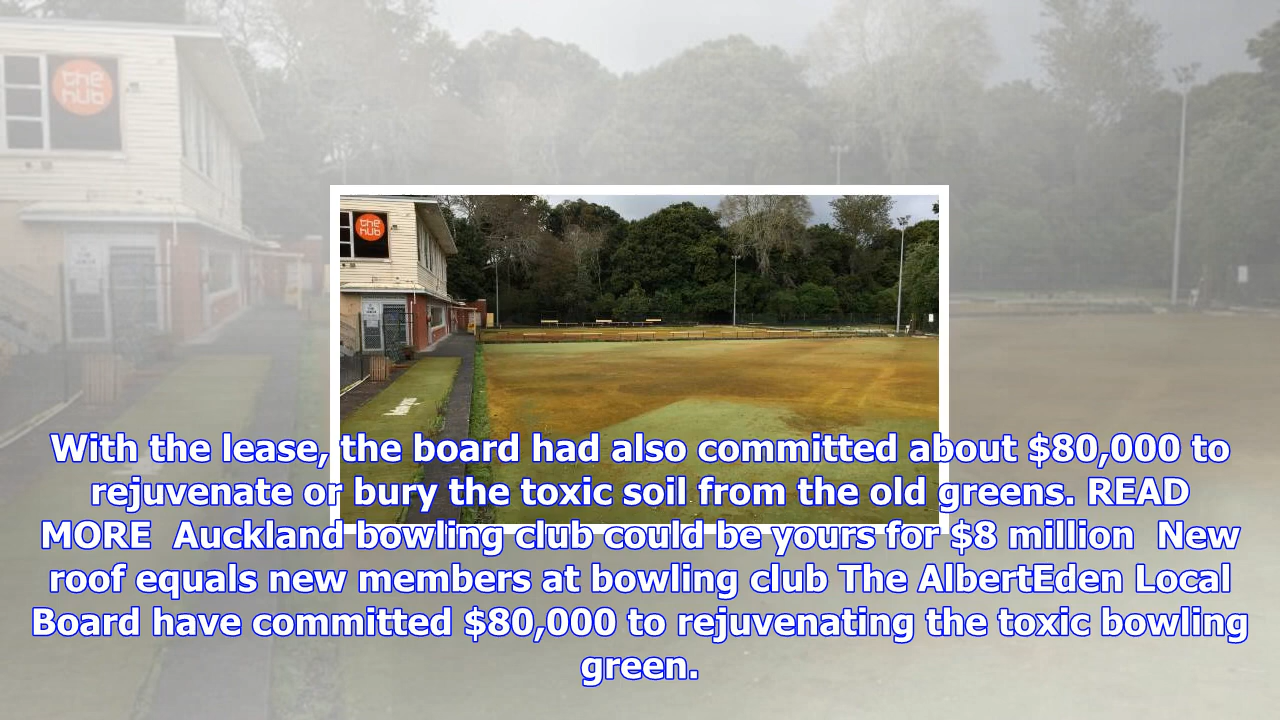 the
hub
the
hub
With the lease, the board had also committed about $80,000 to
rejuvenate or bury the toxic soil from the old greens. READ
MORE  Auckland bowling club could be yours for $8 million  New
roof equals new members at bowling club The AlbertEden Local
Board have committed $80,000 to rejuvenating the toxic bowling
green.